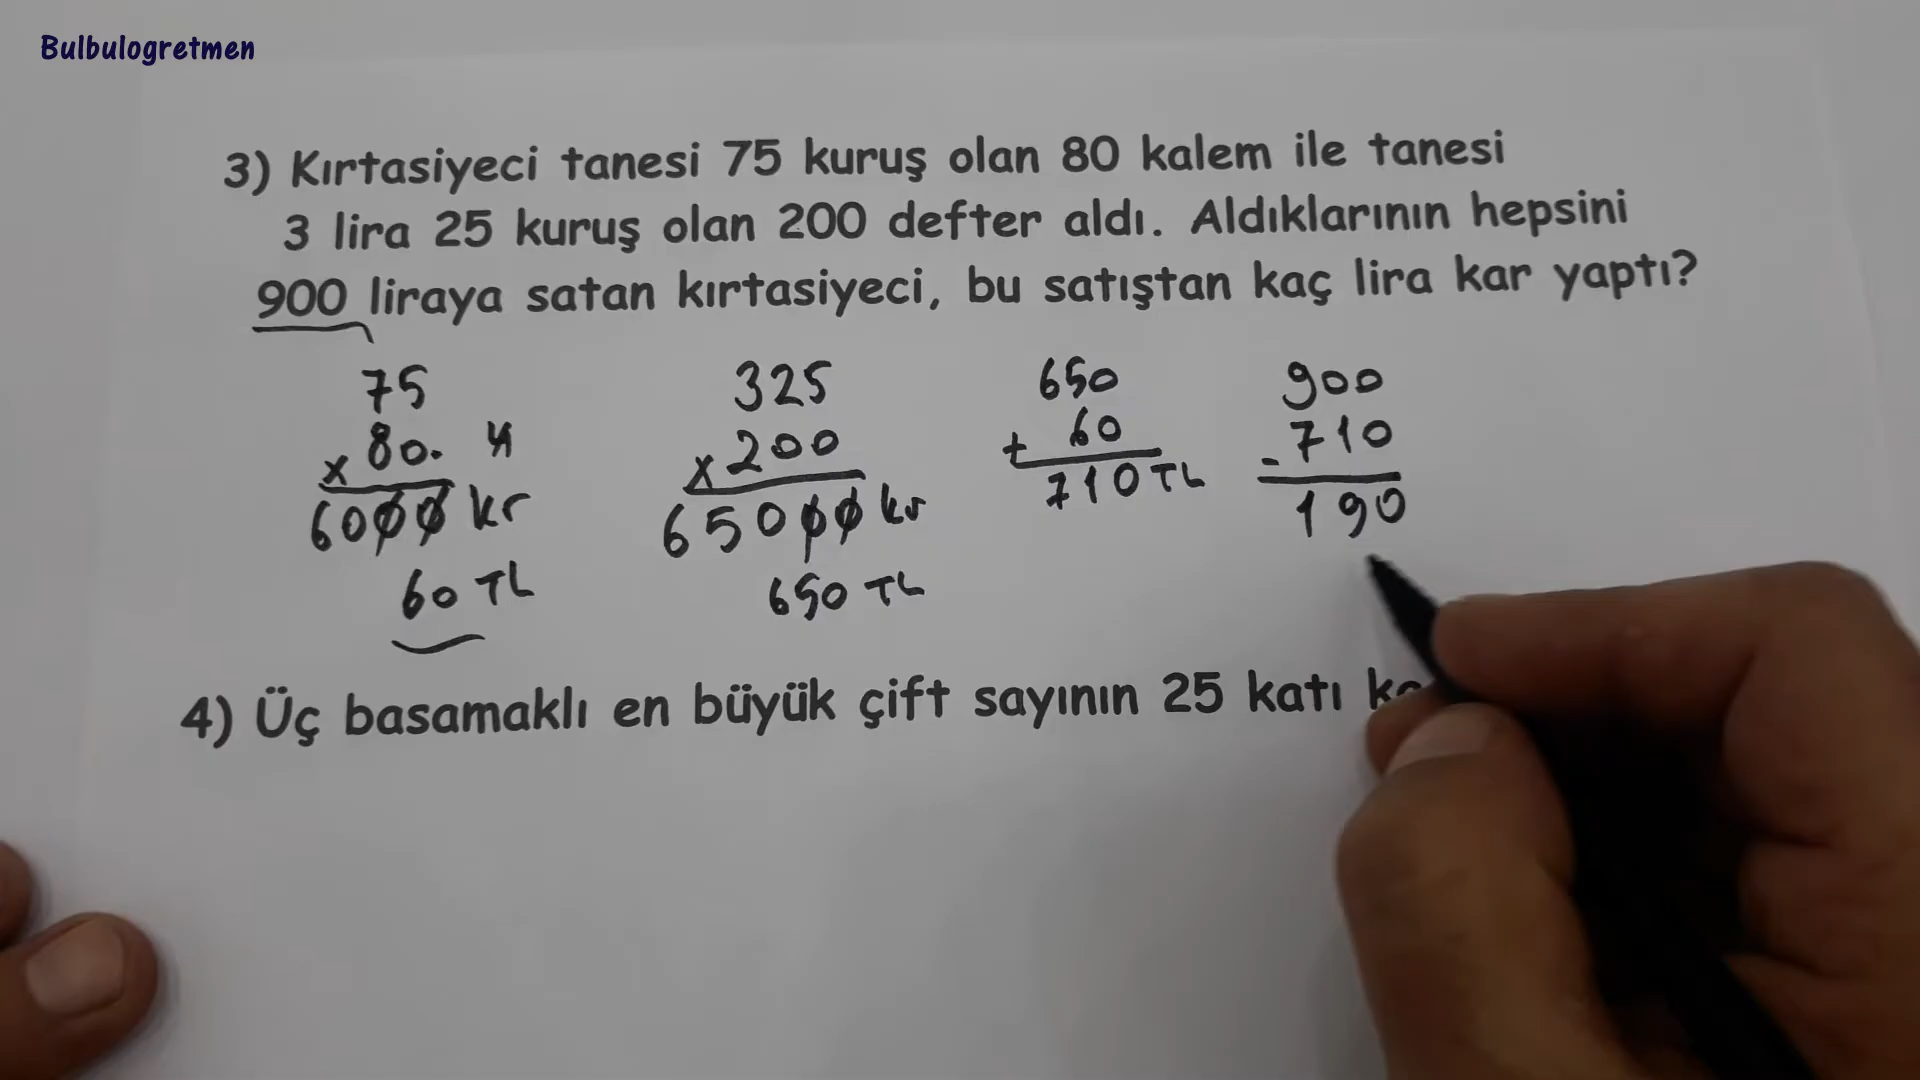 Bulbulogretmen
3) Kırtasiyeci tanesi 75 kuruş olan 80 kalem ile tanesi
3 lira 25 kuruş olan 200 defter aldı. Aldıklarının hepsini
900 liraya satan kırtasiyeci, bu satıştan kaç lira kar yaptı?
75
x 80.
6000 kr
60 TL
325
x 200
65000 kr
650 TL
650
+ 60
710 TL
900
- 710
190
4) Üç basamaklı en büyük çift sayının 25 katı